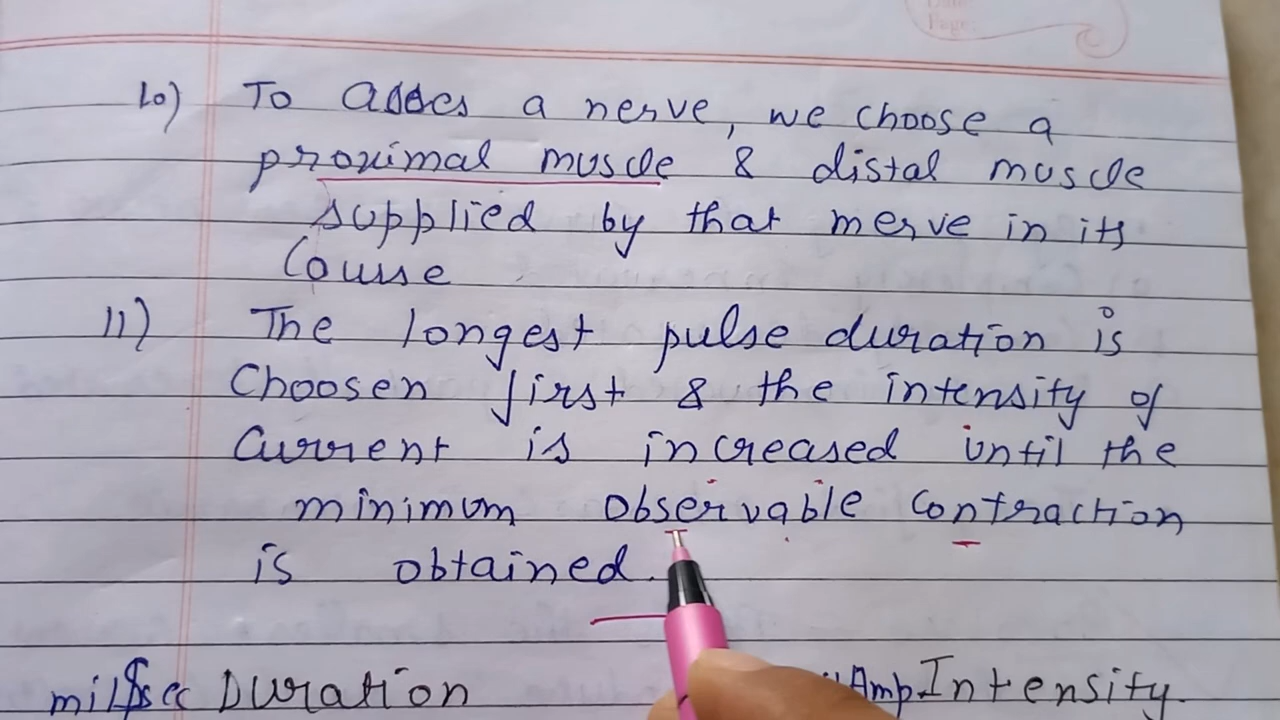 10) To asses a nerve, we choose a
proximal muscle & distal muscle
supplied by that nerve in its
Course
11) The longest pulse duration is
Choosen first & the intensity of
Current is increased until the
minimum observable contraction
is obtained.
Duration Amp Intensity.